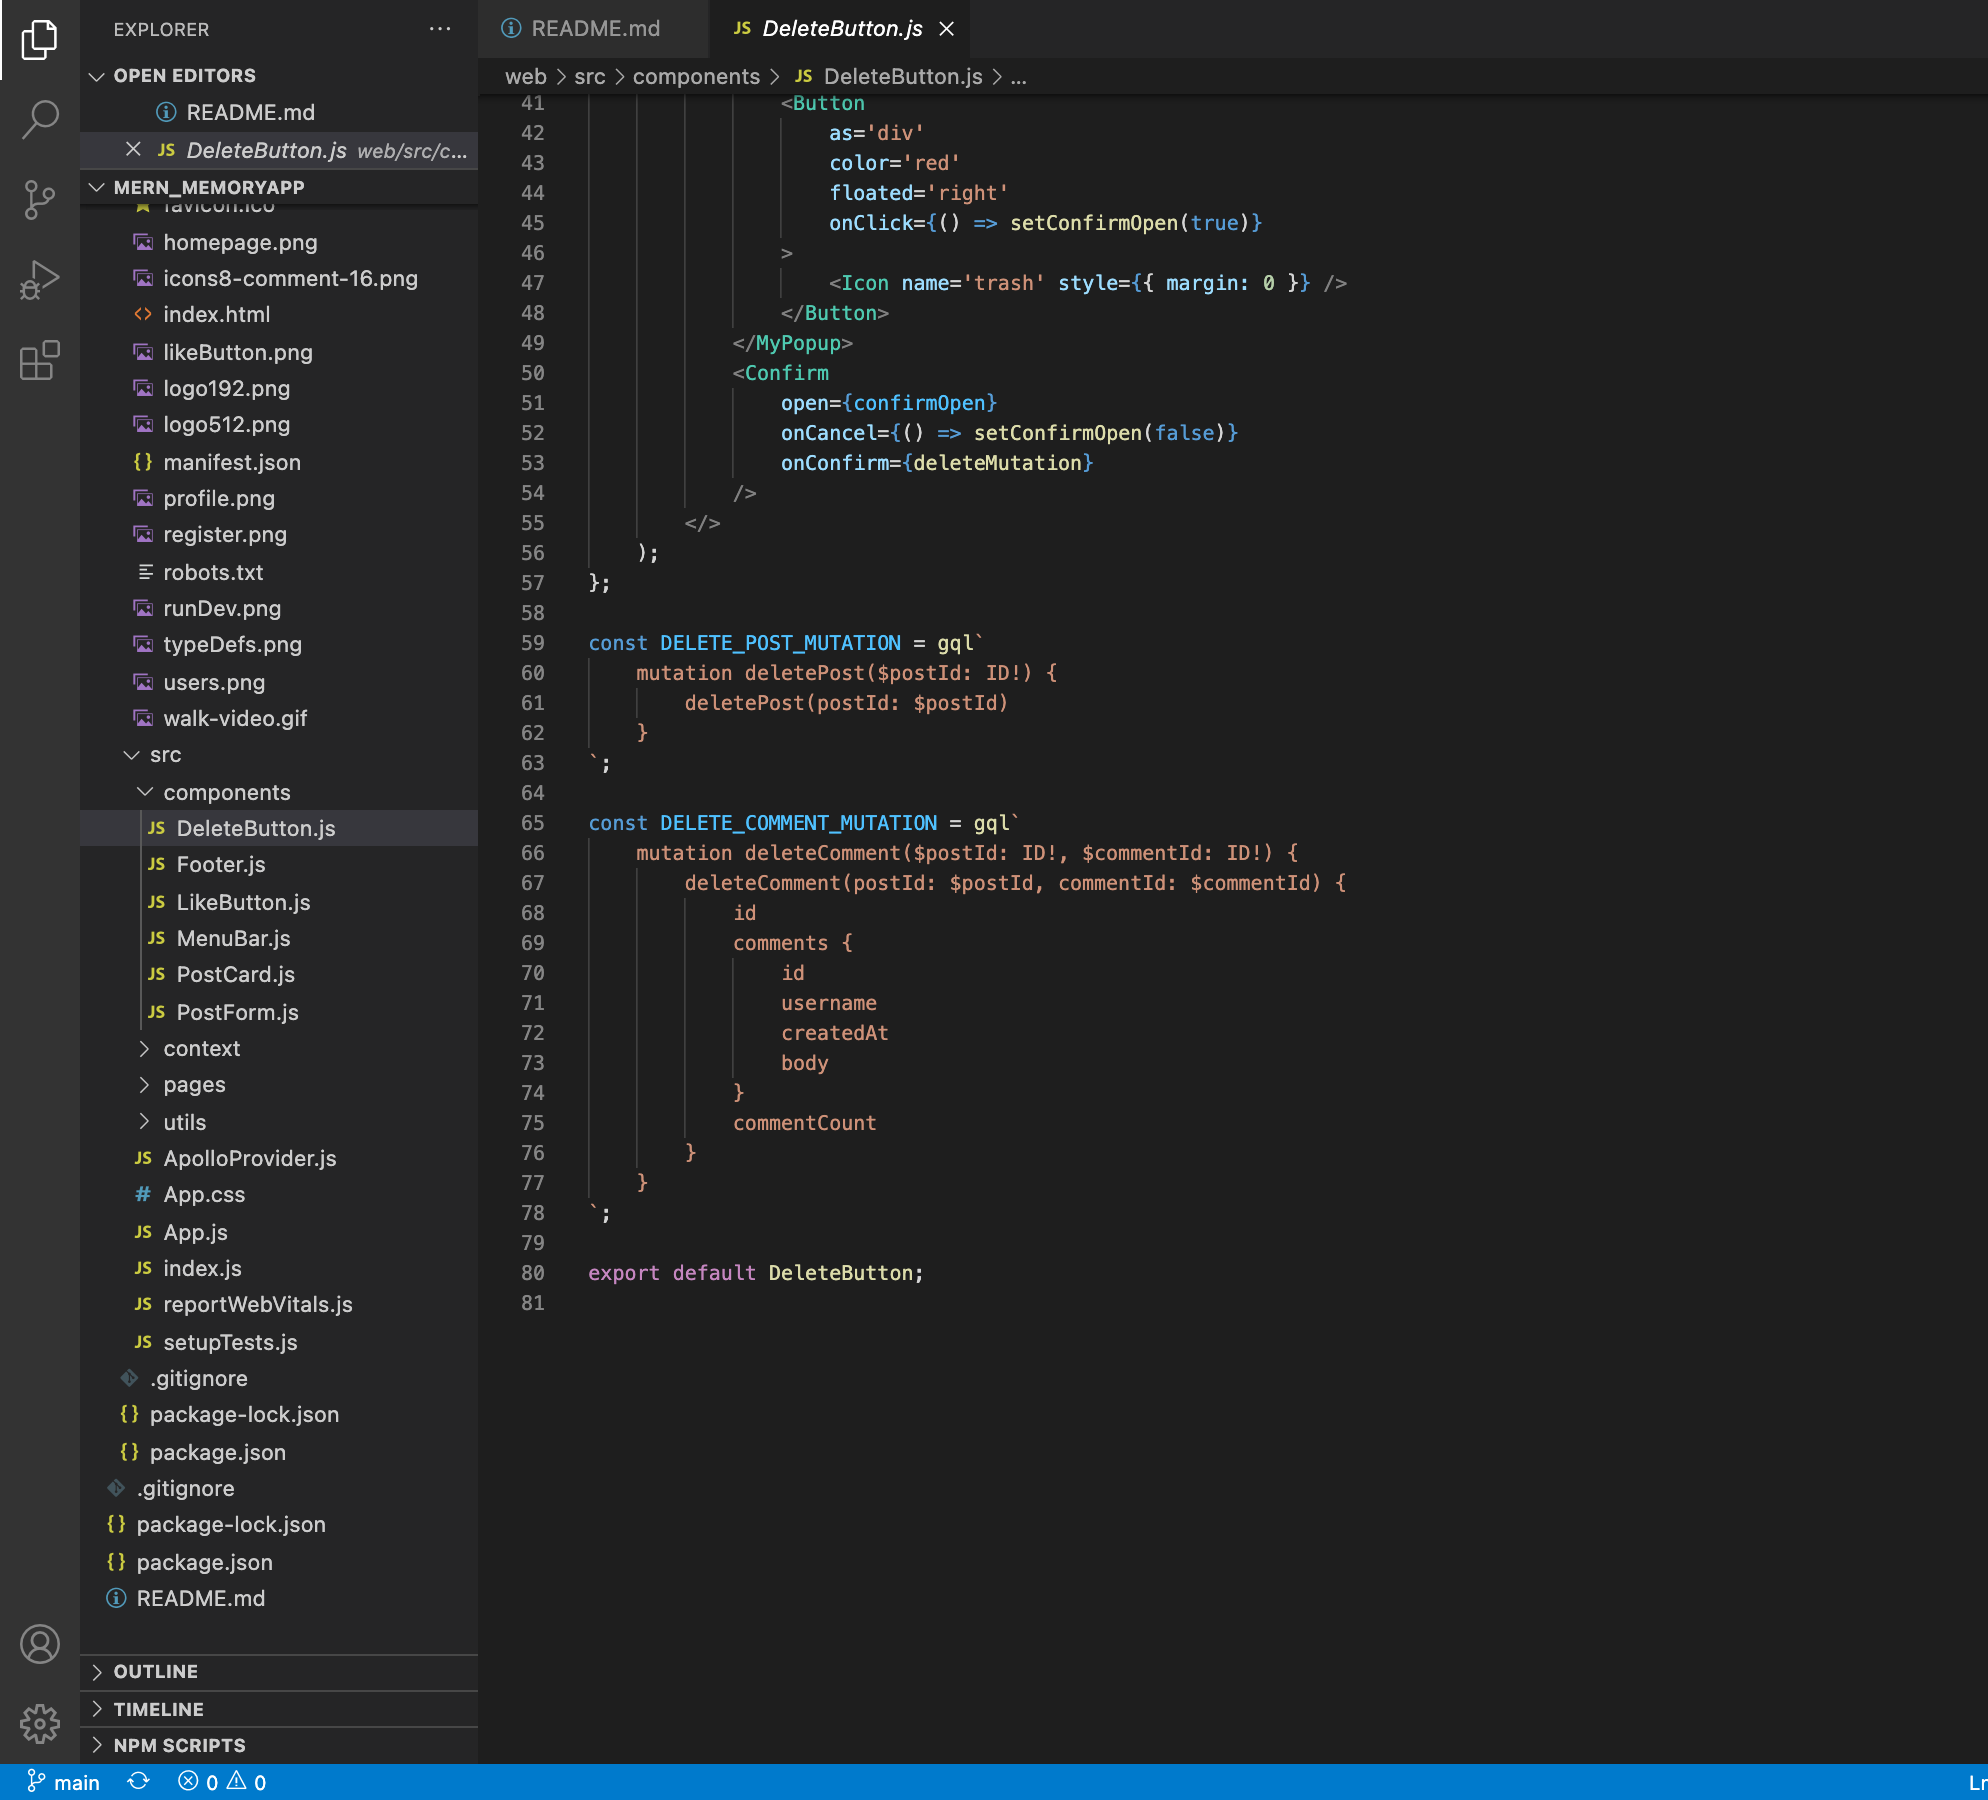 EXPLORER
OPEN EDITORS
README.md
JS DeleteButton.js web/src/c...
MERN_MEMORYAPP
favicon.ico
homepage.png
icons8-comment-16.png
index.html
likeButton.png
logo192.png
logo512.png
manifest.json
profile.png
register.png
robots.txt
runDev.png
typeDefs.png
users.png
walk-video.gif
src
components
JS DeleteButton.js
JS Footer.js
JS LikeButton.js
JS MenuBar.js
JS PostCard.js
JS PostForm.js
context
pages
utils
JS ApolloProvider.js
# App.css
JS App.js
JS index.js
JS reportWebVitals.js
JS setupTests.js
.gitignore
{} package-lock.json
{} package.json
.gitignore
{} package-lock.json
{} package.json
README.md
OUTLINE
TIMELINE
NPM SCRIPTS
README.md
JS DeleteButton.js
web > src > components > JS DeleteButton.js > ...
41 <Button
42 as='div'
43 color='red'
44 floated='right'
45 onClick={() => setConfirmOpen(true)}
46 >
47 <Icon name='trash' style={{ margin: 0 }} />
48 </Button>
49 </MyPopup>
50 <Confirm
51 open={confirmOpen}
52 onCancel={() => setConfirmOpen(false)}
53 onConfirm={deleteMutation}
54 />
55 </>
56 );
57 };
58
59 const DELETE_POST_MUTATION = gql`
60 mutation deletePost($postId: ID!) {
61 deletePost(postId: $postId)
62 }
63 `;
64
65 const DELETE_COMMENT_MUTATION = gql`
66 mutation deleteComment($postId: ID!, $commentId: ID!) {
67 deleteComment(postId: $postId, commentId: $commentId) {
68 id
69 comments {
70 id
71 username
72 createdAt
73 body
74 }
75 commentCount
76 }
77 }
78 `;
79
80 export default DeleteButton;
81
main 0 0
Ln